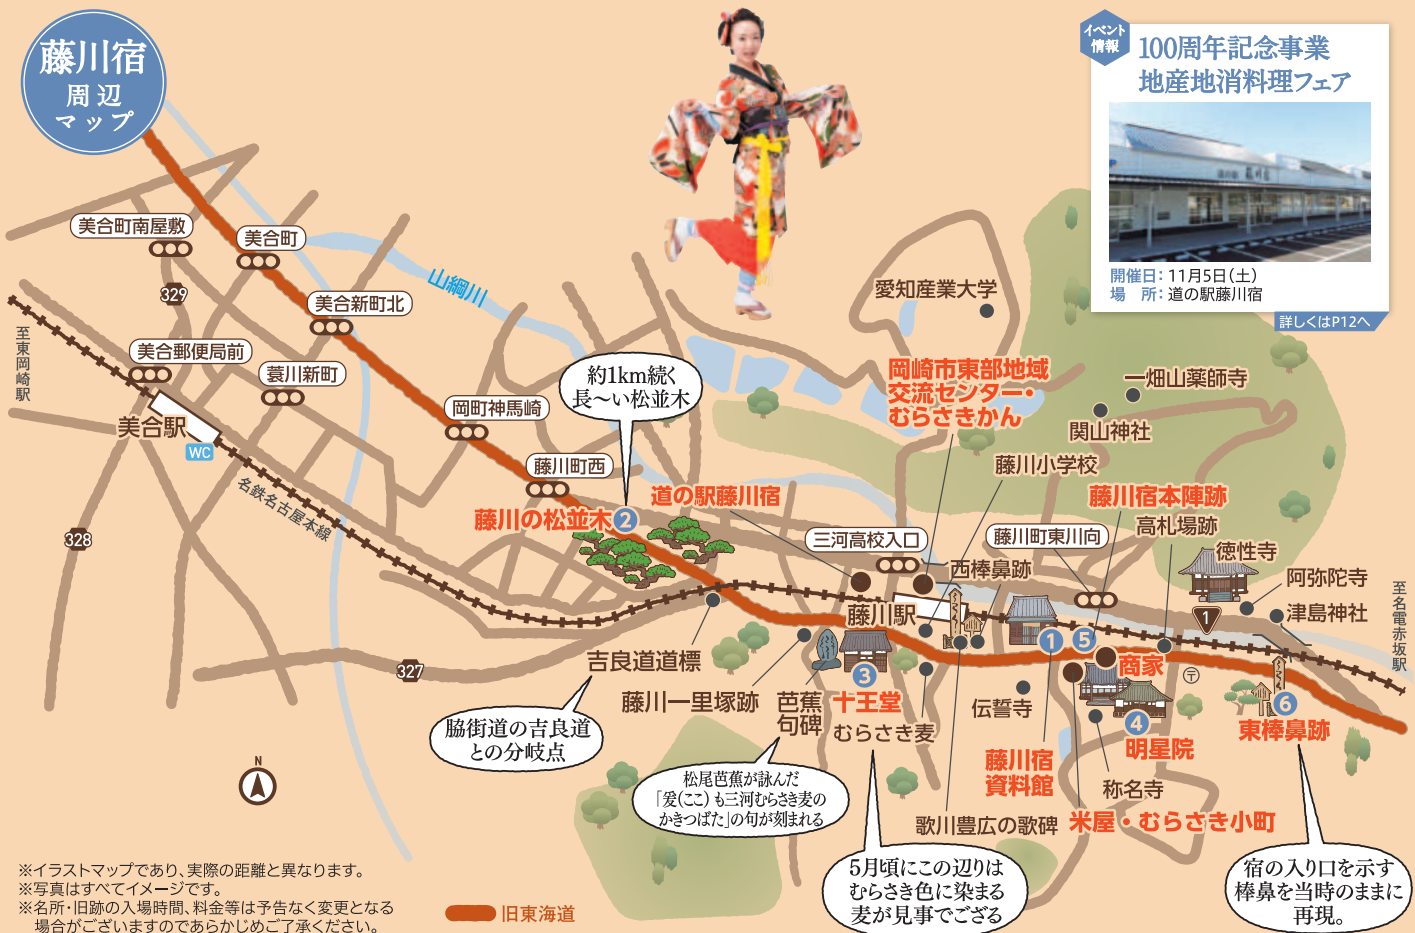 藤川宿
周辺
マップ
イベント
情報
100周年記念事業
地産地消料理フェア
開催日：11月5日（土）
場　所：道の駅藤川宿
詳しくはP12へ
美合町南屋敷
美合町
329
美合新町北
山綱川
至東岡崎駅
美合郵便局前
蓑川新町
美合駅
WC
岡町神馬崎
名鉄名古屋本線
328
藤川町西
約1km続く
長〜い松並木
藤川の松並木
2
道の駅藤川宿
愛知産業大学
岡崎市東部地域
交流センター・
むらさきかん
一畑山薬師寺
関山神社
藤川小学校
藤川宿本陣跡
高札場跡
三河高校入口
藤川町東川向
西棒鼻跡
徳性寺
阿弥陀寺
津島神社
1
至名電赤坂駅
藤川駅
1
5
商家
〒
吉良道道標
327
脇街道の吉良道
との分岐点
藤川一里塚跡
芭蕉
句碑
3
十王堂
むらさき麦
伝誓寺
4
明星院
6
東棒鼻跡
藤川宿
資料館
称名寺
歌川豊広の歌碑
米屋・むらさき小町
松尾芭蕉が詠んだ
「爰（ここ）も三河むらさき麦の
かきつばた」の句が刻まれる
5月頃にこの辺りは
むらさき色に染まる
麦が見事でござる
宿の入り口を示す
棒鼻を当時のままに
再現。
N
※イラストマップであり、実際の距離と異なります。
※写真はすべてイメージです。
※名所・旧跡の入場時間、料金等は予告なく変更となる
場合がございますのであらかじめご了承ください。
旧東海道